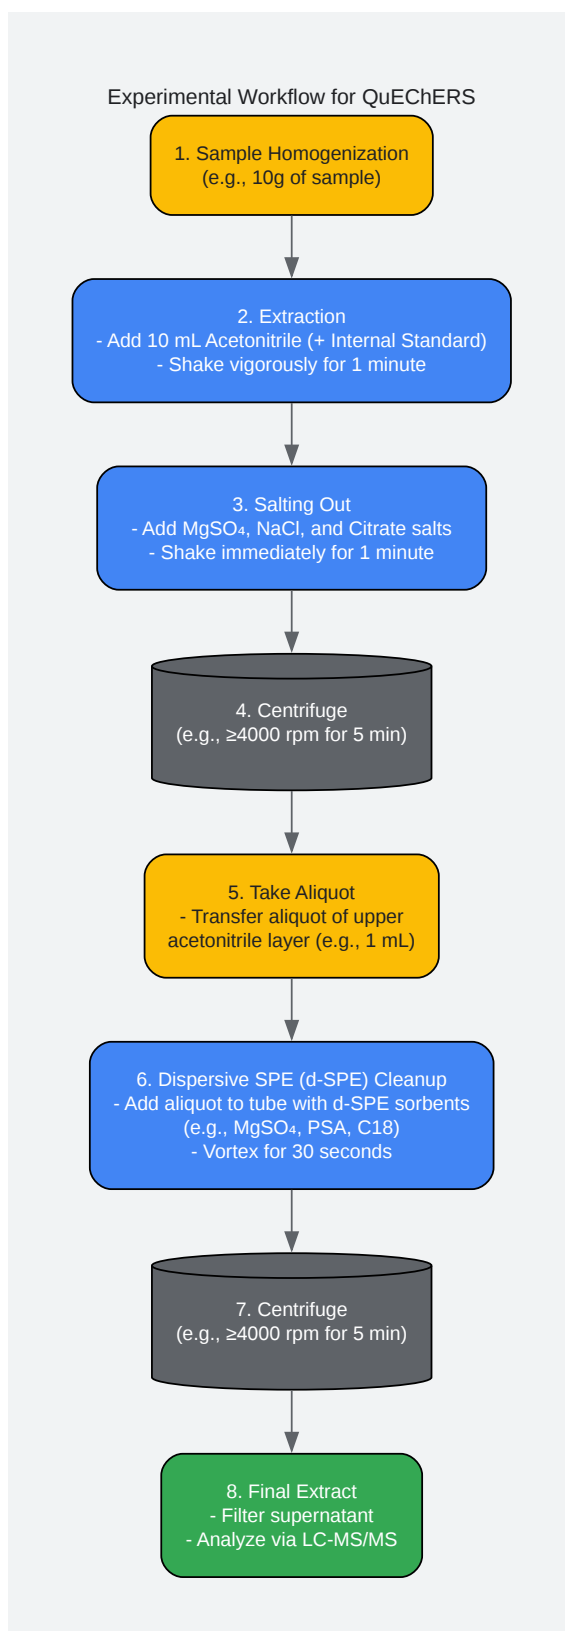 Experimental Workflow for QuEChERS
1. Sample Homogenization
(e.g., 10g of sample)
2. Extraction
- Add 10 mL Acetonitrile (+ Internal Standard)
- Shake vigorously for 1 minute
3. Salting Out
- Add MgSO₄, NaCl, and Citrate salts
- Shake immediately for 1 minute
4. Centrifuge
(e.g., ≥4000 rpm for 5 min)
5. Take Aliquot
- Transfer aliquot of upper
acetonitrile layer (e.g., 1 mL)
6. Dispersive SPE (d-SPE) Cleanup
- Add aliquot to tube with d-SPE sorbents
(e.g., MgSO₄, PSA, C18)
- Vortex for 30 seconds
7. Centrifuge
(e.g., ≥4000 rpm for 5 min)
8. Final Extract
- Filter supernatant
- Analyze via LC-MS/MS